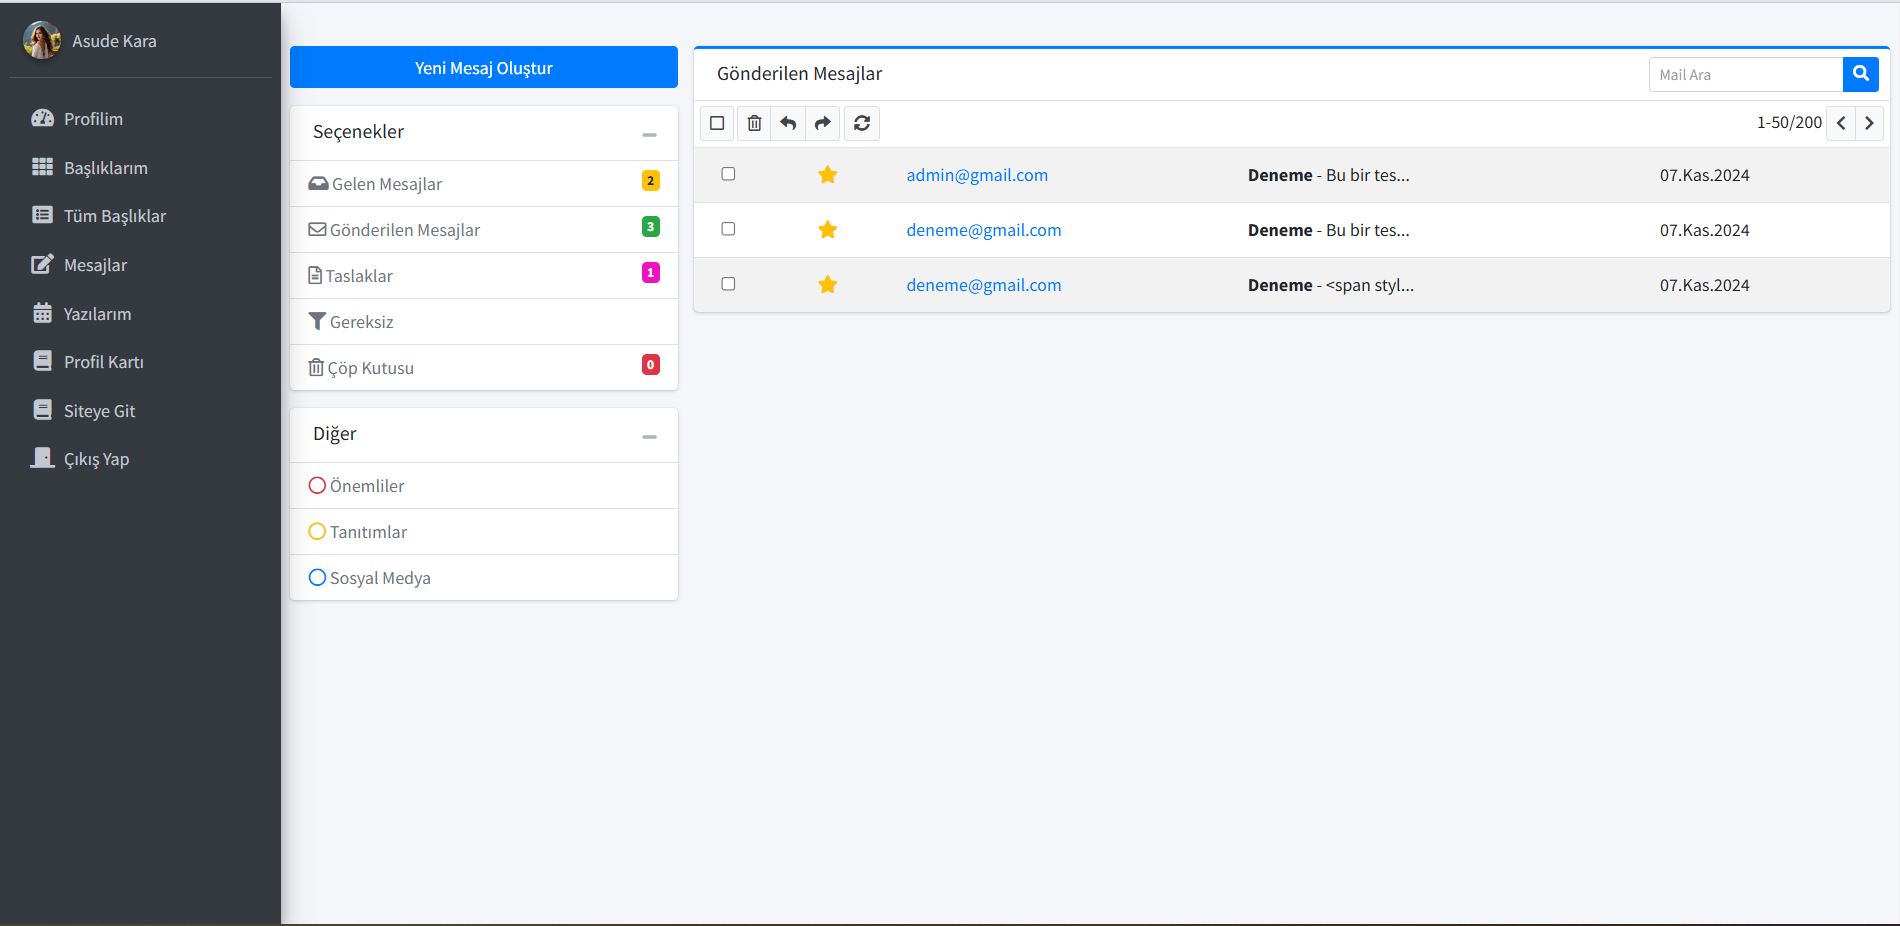 Asude Kara
Profilim
Başlıklarım
Tüm Başlıklar
Mesajlar
Yazılarım
Profil Kartı
Siteye Git
Çıkış Yap
Yeni Mesaj Oluştur
Seçenekler
Gelen Mesajlar 2
Gönderilen Mesajlar 3
Taslaklar 1
Gereksiz
Çöp Kutusu 0
Diğer
Önemliler
Tanıtımlar
Sosyal Medya
Gönderilen Mesajlar
Mail Ara
1-50/200
admin@gmail.com Deneme - Bu bir tes... 07.Kas.2024
deneme@gmail.com Deneme - Bu bir tes... 07.Kas.2024
deneme@gmail.com Deneme - <span styl... 07.Kas.2024